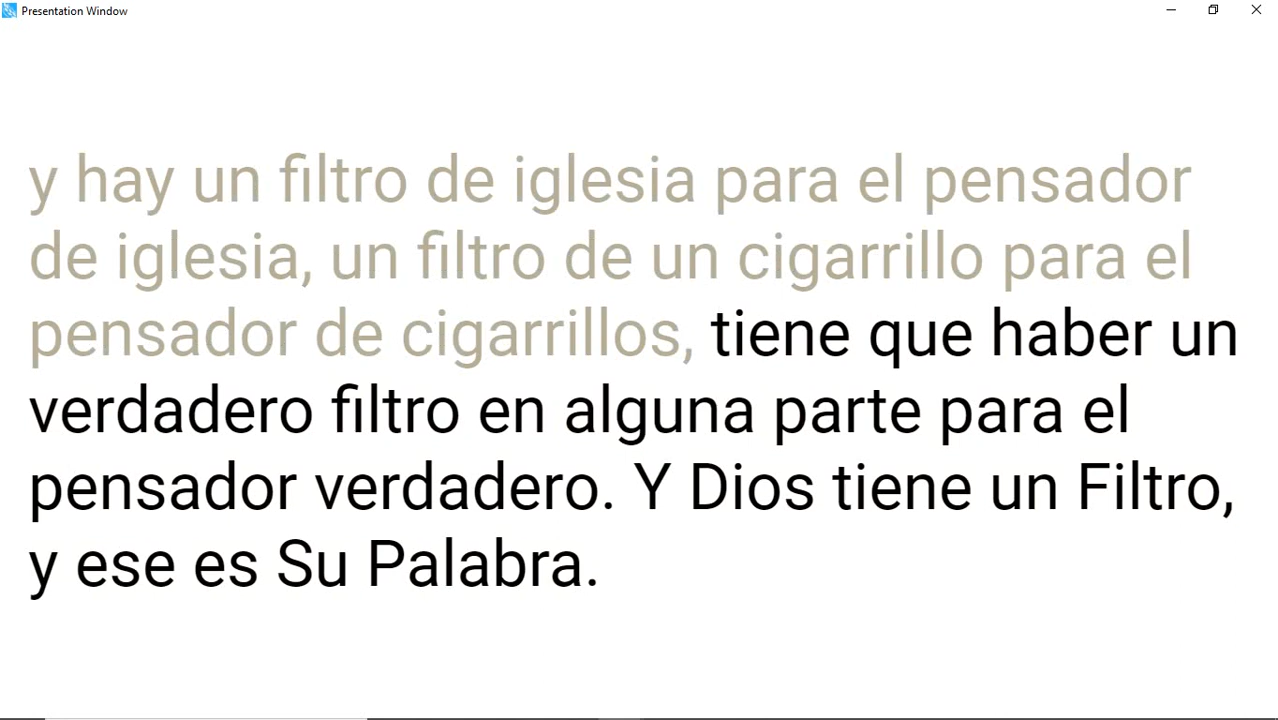 Presentation Window
y hay un filtro de iglesia para el pensador
de iglesia, un filtro de un cigarrillo para el
pensador de cigarrillos, tiene que haber un
verdadero filtro en alguna parte para el
pensador verdadero. Y Dios tiene un Filtro,
y ese es Su Palabra.